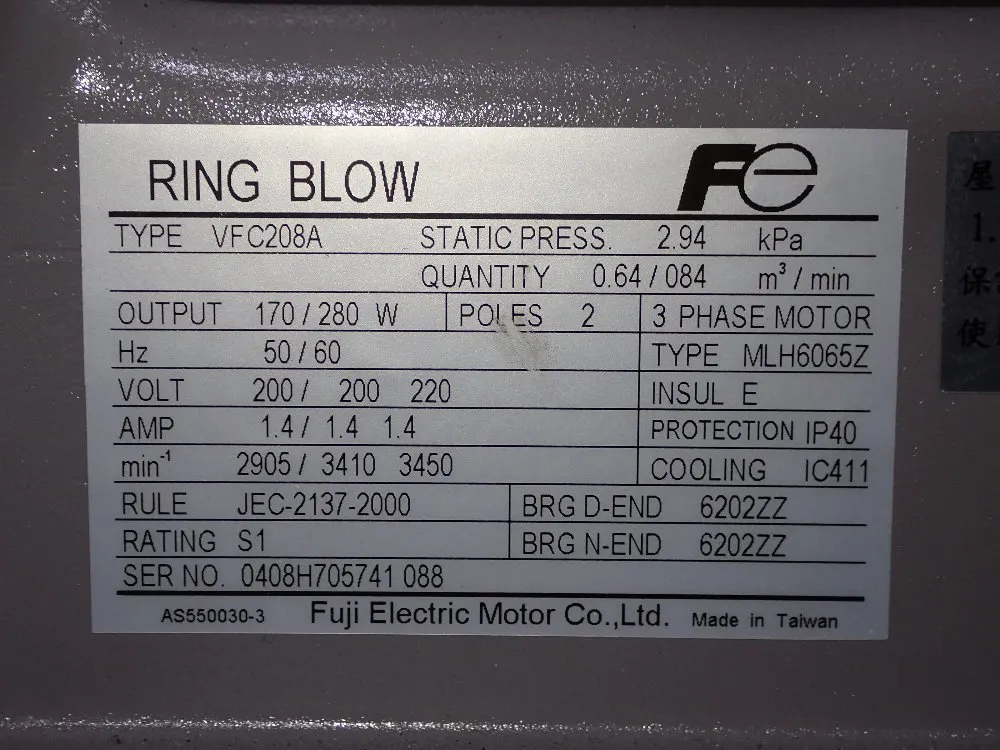 RING BLOW Fe
TYPE VFC208A STATIC PRESS. 2.94 kPa
QUANTITY 0.64 / 084 m³ / min
OUTPUT 170 / 280 W POLES 2 3 PHASE MOTOR
Hz 50 / 60 TYPE MLH6065Z
VOLT 200 / 200 220 INSUL E
AMP 1.4 / 1.4 1.4 PROTECTION IP40
min⁻¹ 2905 / 3410 3450 COOLING IC411
RULE JEC-2137-2000 BRG D-END 6202ZZ
RATING S1 BRG N-END 6202ZZ
SER NO. 0408H705741 088
AS550030-3 Fuji Electric Motor Co.,Ltd. Made in Taiwan
屋
1.
保
使